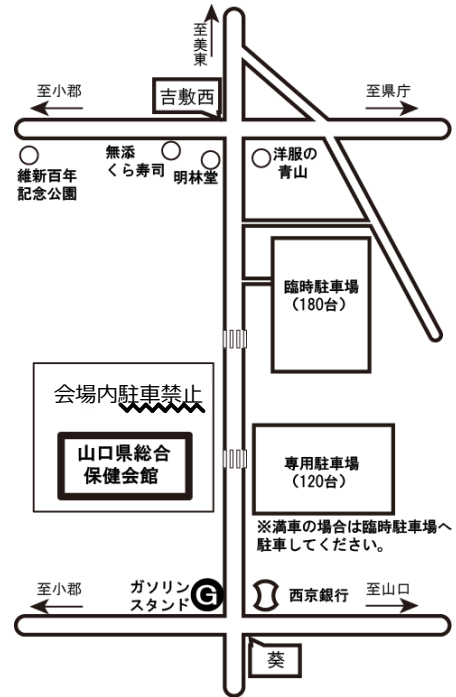 至美東
吉敷西
至小郡
至県庁
維新百年
記念公園
無添
くら寿司
明林堂
洋服の
青山
臨時駐車場
（180台）
会場内駐車禁止
山口県総合
保健会館
専用駐車場
（120台）
※満車の場合は臨時駐車場へ
駐車してください。
至小郡
ガソリン
スタンド
G
西京銀行
至山口
葵